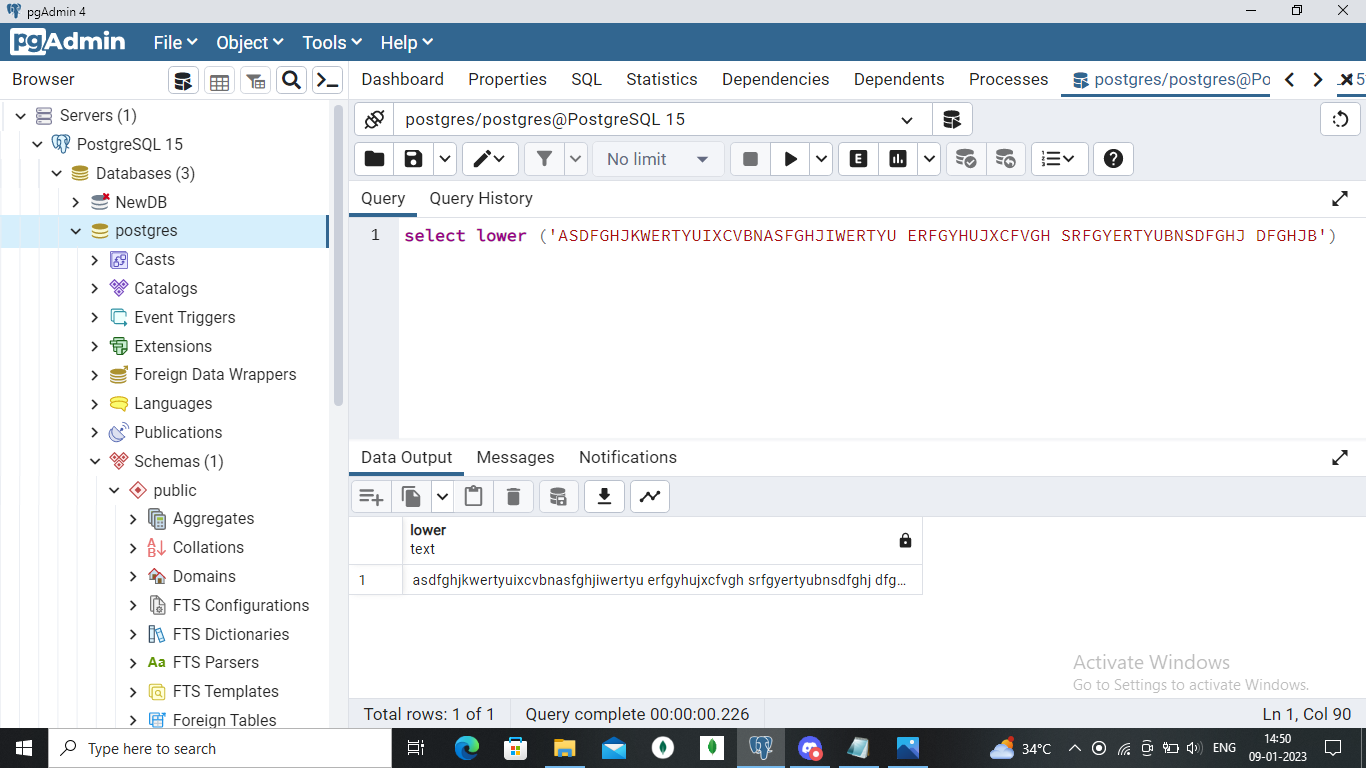 pgAdmin 4
pgAdmin File Object Tools Help
Browser
Dashboard Properties SQL Statistics Dependencies Dependents Processes postgres/postgres@Po
Servers (1)
PostgreSQL 15
Databases (3)
NewDB
postgres
Casts
Catalogs
Event Triggers
Extensions
Foreign Data Wrappers
Languages
Publications
Schemas (1)
public
Aggregates
Collations
Domains
FTS Configurations
FTS Dictionaries
Aa FTS Parsers
FTS Templates
Foreign Tables
postgres/postgres@PostgreSQL 15
No limit
E
Query Query History
1 select lower ('ASDFGHJKWERTYUIXCVBNASFGHJIWERTYU ERFGYHUJXCFVGH SRFGYERTYUBNSDFGHJ DFGHJB')
Data Output Messages Notifications
lower
text
1 asdfghjkwertyuixcvbnasfghjiwertyu erfgyhujxcfvgh srfgyertyubnsdfghj dfg...
Activate Windows
Go to Settings to activate Windows.
Total rows: 1 of 1 Query complete 00:00:00.226 Ln 1, Col 90
Type here to search
34°C
ENG
14:50
09-01-2023